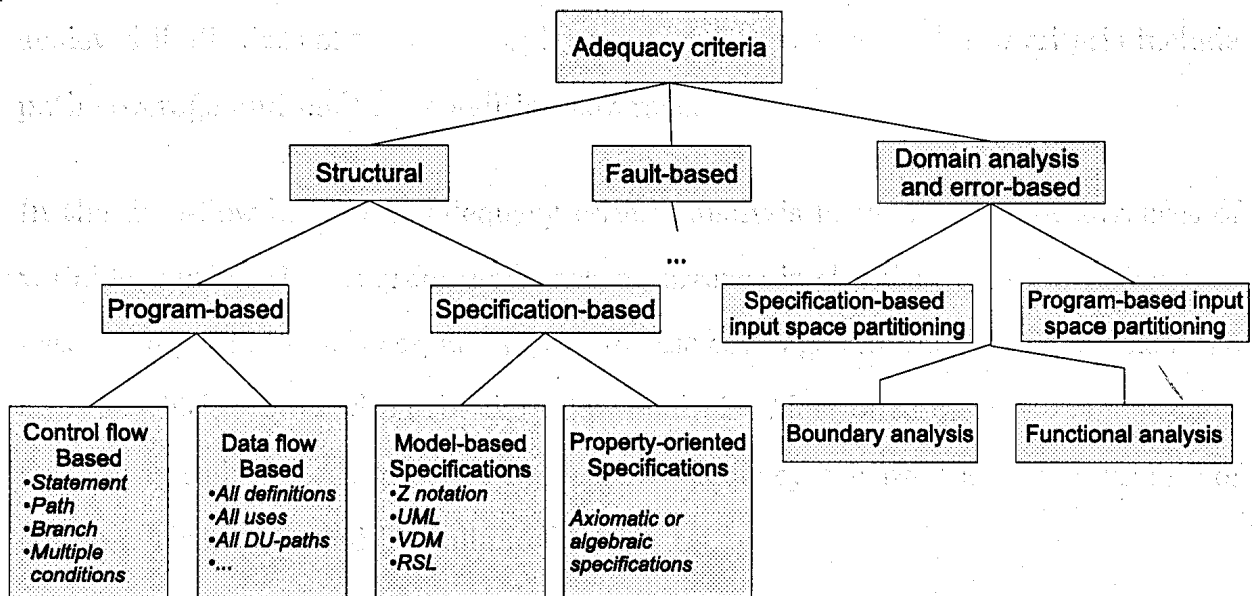 Adequacy criteria
Structural
Fault-based
Domain analysis
and error-based
...
Program-based
Specification-based
Specification-based
input space partitioning
Program-based input
space partitioning
Control flow
Based
•Statement
•Path
•Branch
•Multiple
conditions
Data flow
Based
•All definitions
•All uses
•All DU-paths
•...
Model-based
Specifications
•Z notation
•UML
•VDM
•RSL
Property-oriented
Specifications
Axiomatic or
algebraic
specifications
Boundary analysis
Functional analysis